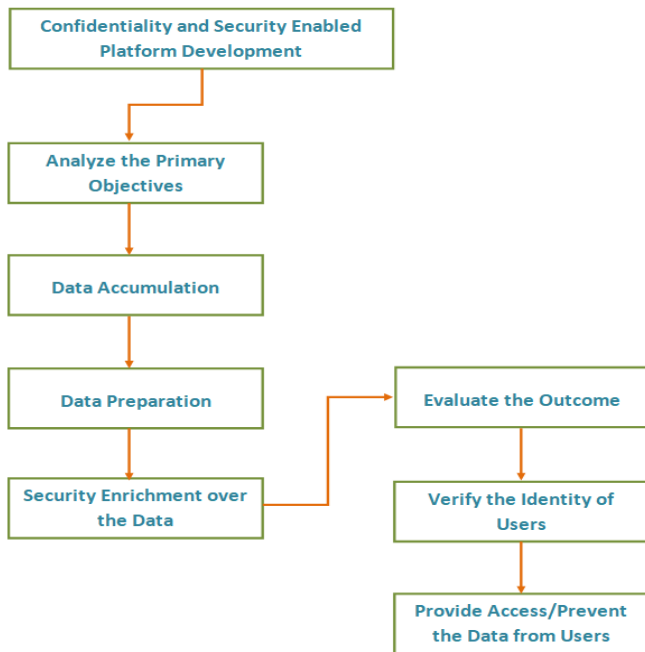 Confidentiality and Security Enabled
Platform Development
Analyze the Primary
Objectives
Data Accumulation
Data Preparation
Security Enrichment over
the Data
Evaluate the Outcome
Verify the Identity of
Users
Provide Access/Prevent
the Data from Users